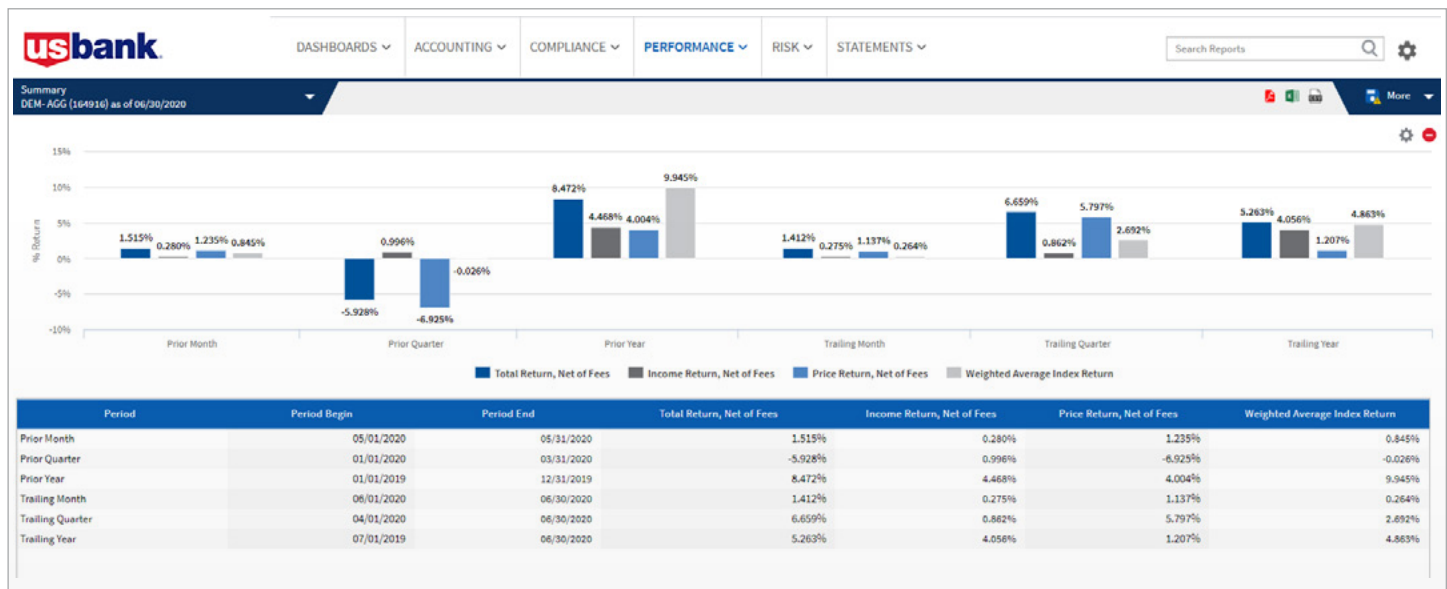 usbank.
DASHBOARDS ACCOUNTING COMPLIANCE PERFORMANCE RISK STATEMENTS Search Reports
Summary
DEM- AGG (164916) as of 06/30/2020
More
15%
10%
5%
0%
-5%
-10%
% Return
1.515% 0.280% 1.235% 0.845%
-5.928% 0.996% -6.925% -0.026%
8.472% 4.468% 4.004% 9.945%
1.412% 0.275% 1.137% 0.264%
6.659% 0.862% 5.797% 2.692%
5.263% 4.056% 1.207% 4.863%
Prior Month Prior Quarter Prior Year Trailing Month Trailing Quarter Trailing Year
Total Return, Net of Fees Income Return, Net of Fees Price Return, Net of Fees Weighted Average Index Return
Period Period Begin Period End Total Return, Net of Fees Income Return, Net of Fees Price Return, Net of Fees Weighted Average Index Return
Prior Month 05/01/2020 05/31/2020 1.515% 0.280% 1.235% 0.845%
Prior Quarter 01/01/2020 03/31/2020 -5.928% 0.996% -6.925% -0.026%
Prior Year 01/01/2019 12/31/2019 8.472% 4.468% 4.004% 9.945%
Trailing Month 06/01/2020 06/30/2020 1.412% 0.275% 1.137% 0.264%
Trailing Quarter 04/01/2020 06/30/2020 6.659% 0.862% 5.797% 2.692%
Trailing Year 07/01/2019 06/30/2020 5.263% 4.056% 1.207% 4.863%